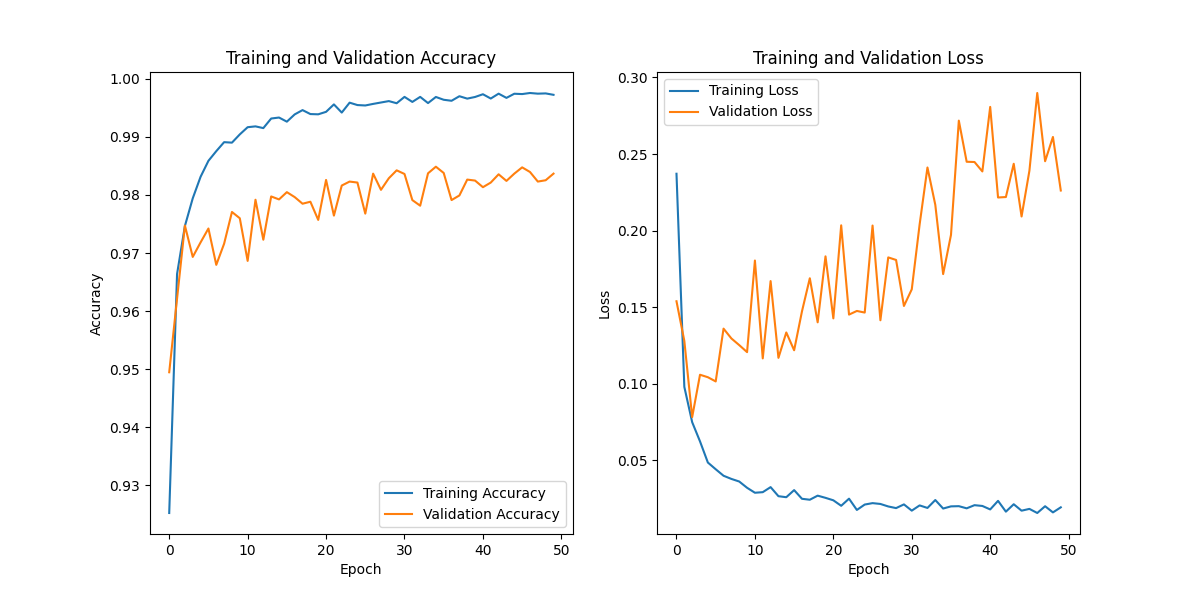 Training and Validation Accuracy
1.00
0.99
0.98
0.97
0.96
0.95
0.94
0.93
Accuracy
0
10
20
30
40
50
Epoch
Training Accuracy
Validation Accuracy
Training and Validation Loss
0.30
0.25
0.20
0.15
0.10
0.05
Loss
0
10
20
30
40
50
Epoch
Training Loss
Validation Loss